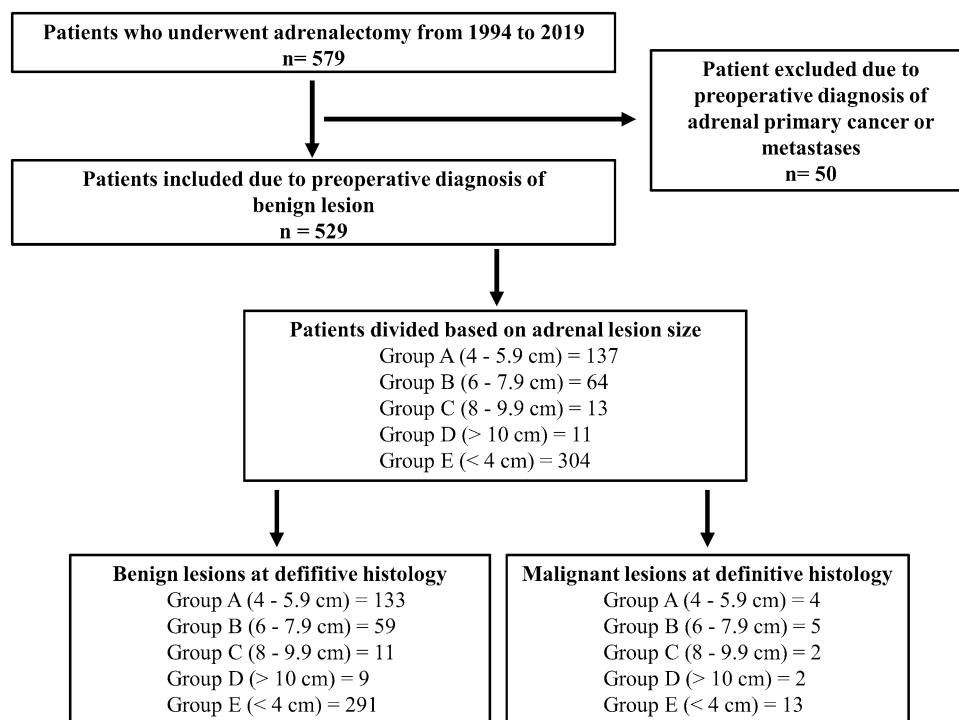 Patients who underwent adrenalectomy from 1994 to 2019
n= 579
Patient excluded due to
preoperative diagnosis of
adrenal primary cancer or
metastases
n= 50
Patients included due to preoperative diagnosis of
benign lesion
n = 529
Patients divided based on adrenal lesion size
Group A (4 - 5.9 cm) = 137
Group B (6 - 7.9 cm) = 64
Group C (8 - 9.9 cm) = 13
Group D (> 10 cm) = 11
Group E (< 4 cm) = 304
Benign lesions at defifitive histology
Group A (4 - 5.9 cm) = 133
Group B (6 - 7.9 cm) = 59
Group C (8 - 9.9 cm) = 11
Group D (> 10 cm) = 9
Group E (< 4 cm) = 291
Malignant lesions at definitive histology
Group A (4 - 5.9 cm) = 4
Group B (6 - 7.9 cm) = 5
Group C (8 - 9.9 cm) = 2
Group D (> 10 cm) = 2
Group E (< 4 cm) = 13